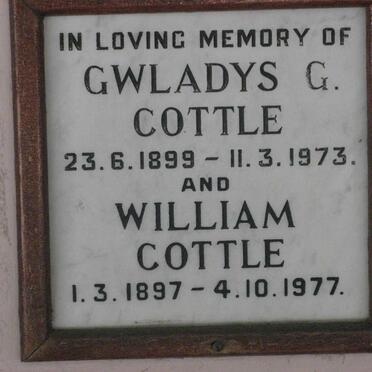 IN LOVING MEMORY OF
GWLADYS G.
COTTLE
23.6.1899 - 11.3.1973.
AND
WILLIAM
COTTLE
1.3.1897 - 4.10.1977.